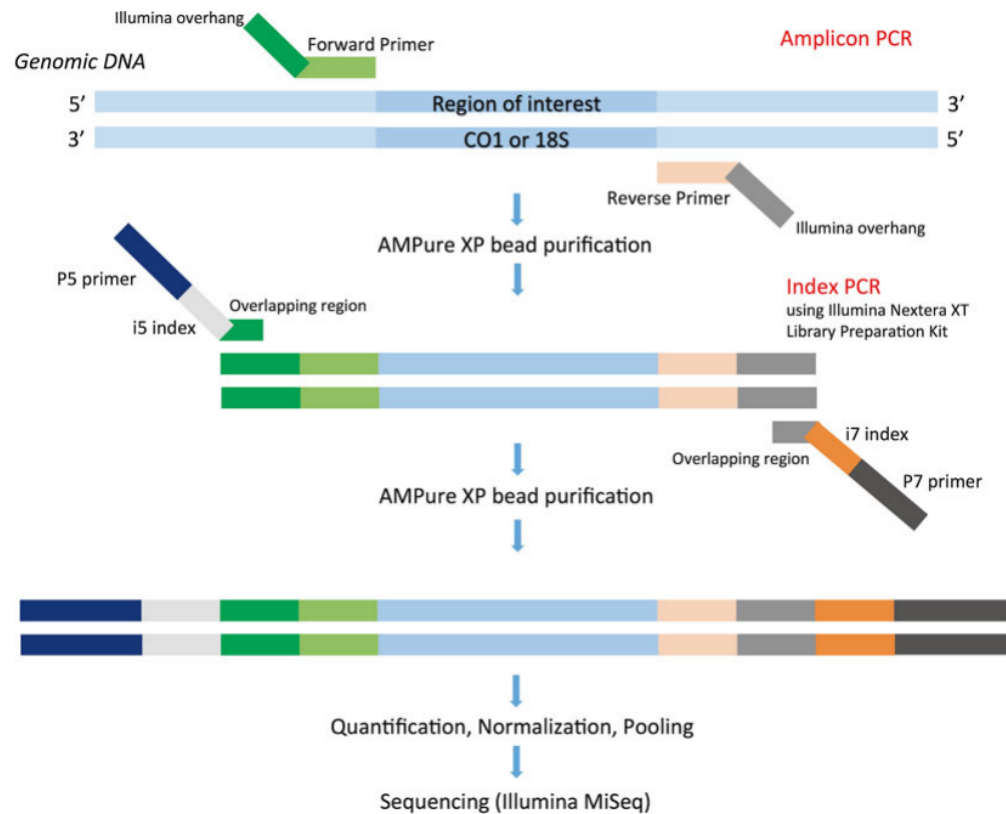 Illumina overhang
Forward Primer
Amplicon PCR
Genomic DNA
5’
Region of interest
3’
3’
CO1 or 18S
5’
Reverse Primer
Illumina overhang
AMPure XP bead purification
P5 primer
i5 index
Overlapping region
Index PCR
using Illumina Nextera XT
Library Preparation Kit
i7 index
Overlapping region
P7 primer
AMPure XP bead purification
Quantification, Normalization, Pooling
Sequencing (Illumina MiSeq)